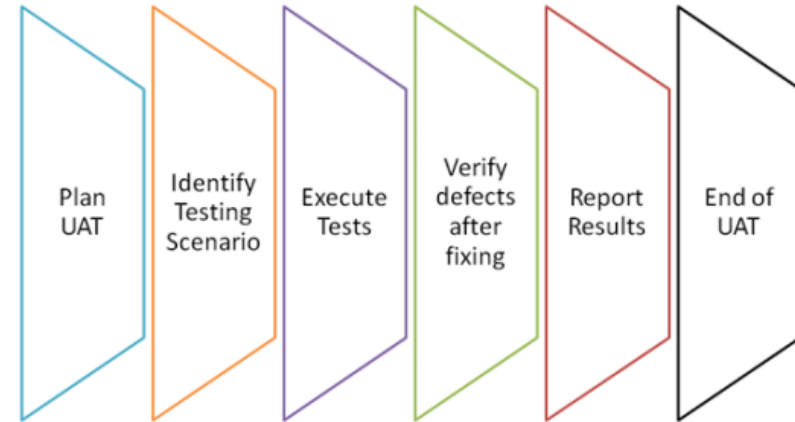 Plan
UAT
Identify
Testing
Scenario
Execute
Tests
Verify
defects
after
fixing
Report
Results
End of
UAT